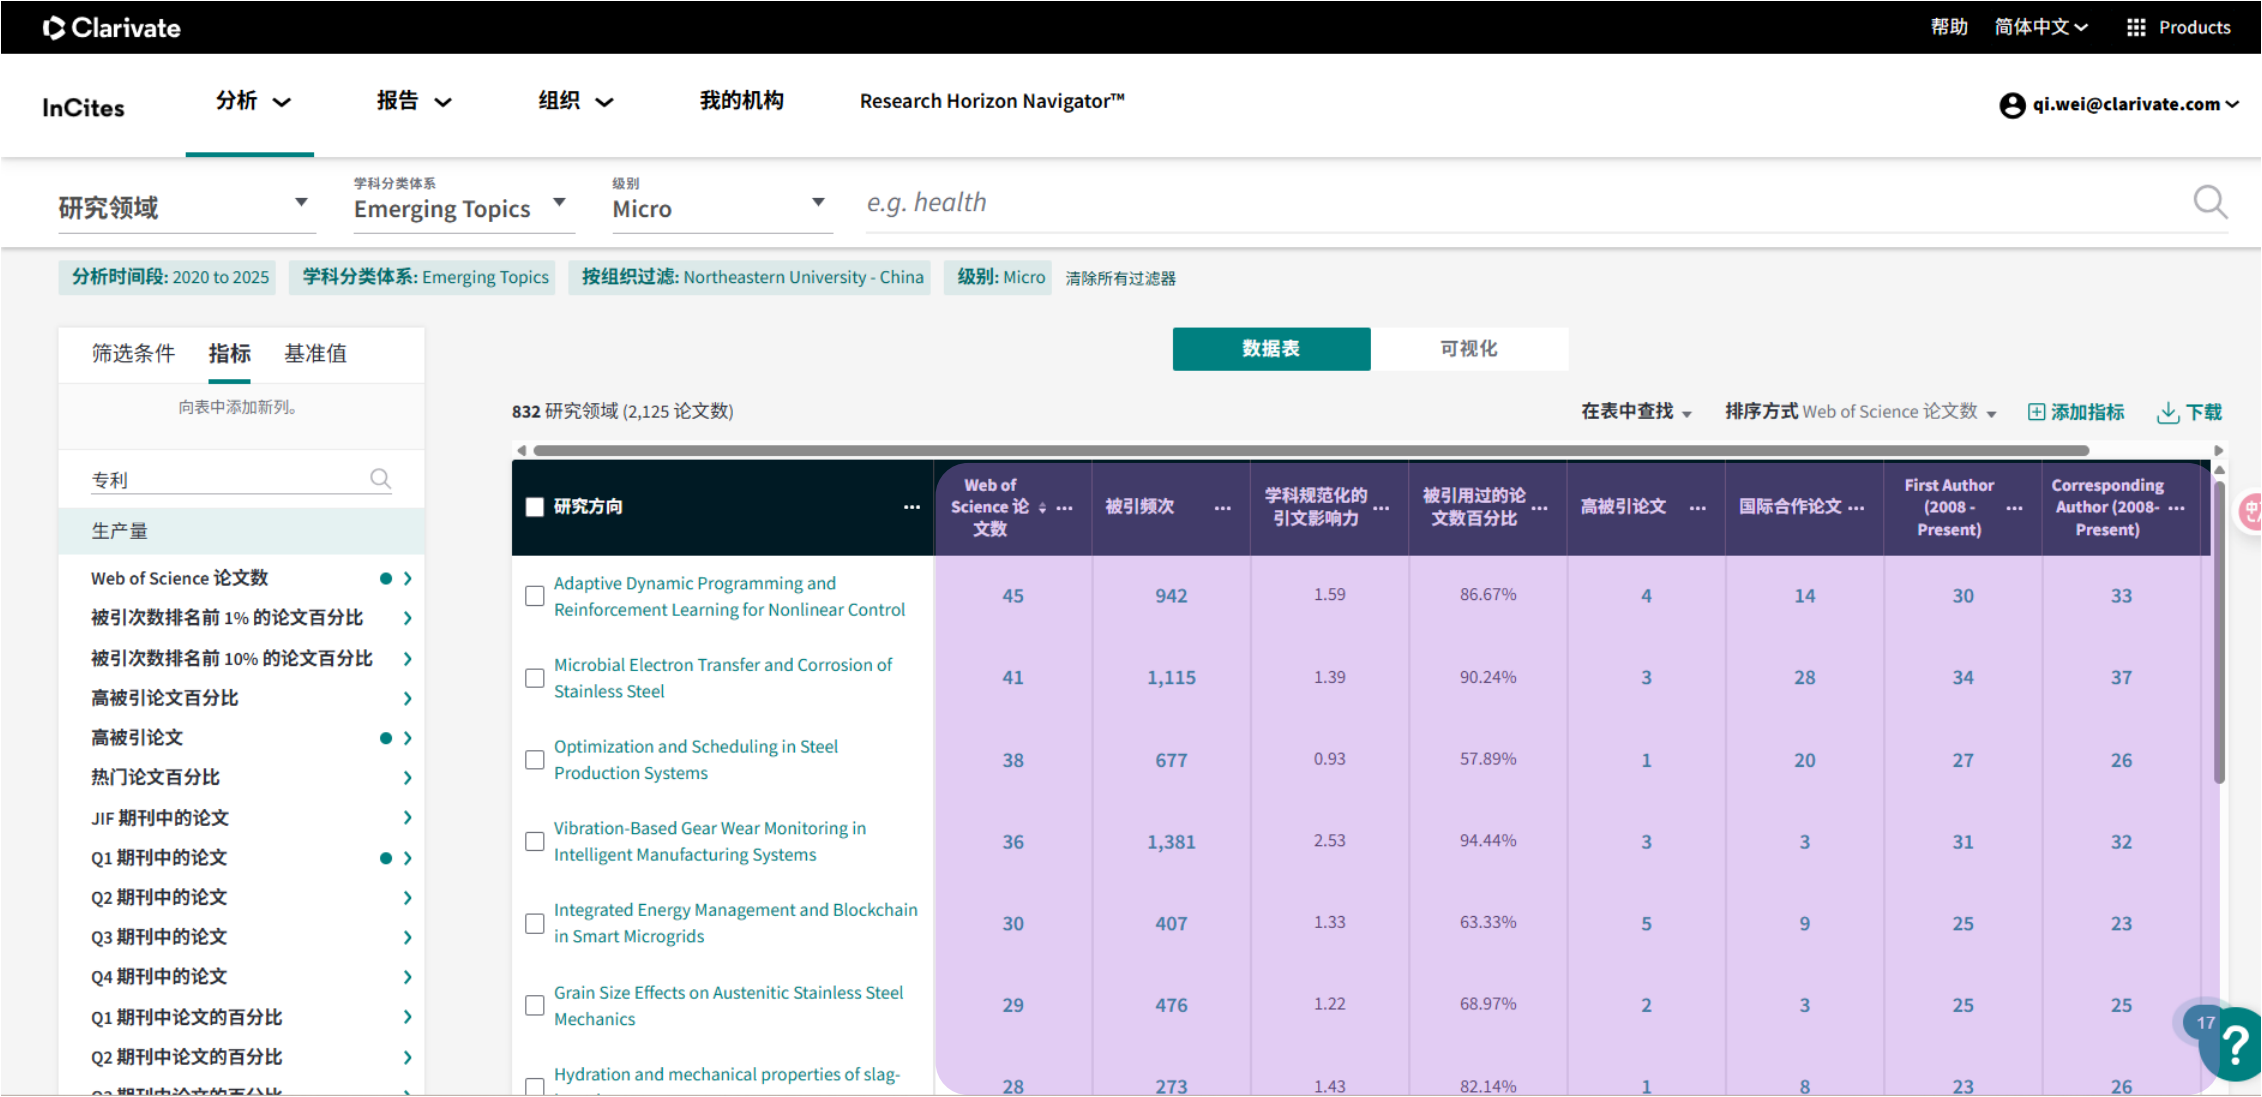 Clarivate
帮助 简体中文 Products
InCites 分析 报告 组织 我的机构 Research Horizon Navigator™ qi.wei@clarivate.com
研究领域
学科分类体系
Emerging Topics
级别
Micro
e.g. health
分析时间段: 2020 to 2025 学科分类体系: Emerging Topics 按组织过滤: Northeastern University - China 级别: Micro 清除所有过滤器
筛选条件 指标 基准值
向表中添加新列。
专利
生产量
Web of Science 论文数
被引次数排名前 1% 的论文百分比
被引次数排名前 10% 的论文百分比
高被引论文百分比
高被引论文
热门论文百分比
JIF 期刊中的论文
Q1 期刊中的论文
Q2 期刊中的论文
Q3 期刊中的论文
Q4 期刊中的论文
Q1 期刊中论文的百分比
Q2 期刊中论文的百分比
数据表 可视化
832 研究领域 (2,125 论文数)
在表中查找 排序方式 Web of Science 论文数 添加指标 下载
研究方向
Web of
Science 论
文数
被引频次
学科规范化的
引文影响力
被引用过的论
文数百分比
高被引论文
国际合作论文
First Author
(2008 -
Present)
Corresponding
Author (2008-
Present)
Adaptive Dynamic Programming and
Reinforcement Learning for Nonlinear Control
45 942 1.59 86.67% 4 14 30 33
Microbial Electron Transfer and Corrosion of
Stainless Steel
41 1,115 1.39 90.24% 3 28 34 37
Optimization and Scheduling in Steel
Production Systems
38 677 0.93 57.89% 1 20 27 26
Vibration-Based Gear Wear Monitoring in
Intelligent Manufacturing Systems
36 1,381 2.53 94.44% 3 3 31 32
Integrated Energy Management and Blockchain
in Smart Microgrids
30 407 1.33 63.33% 5 9 25 23
Grain Size Effects on Austenitic Stainless Steel
Mechanics
29 476 1.22 68.97% 2 3 25 25
Hydration and mechanical properties of slag-
28 273 1.43 82.14% 1 8 23 26
17
?